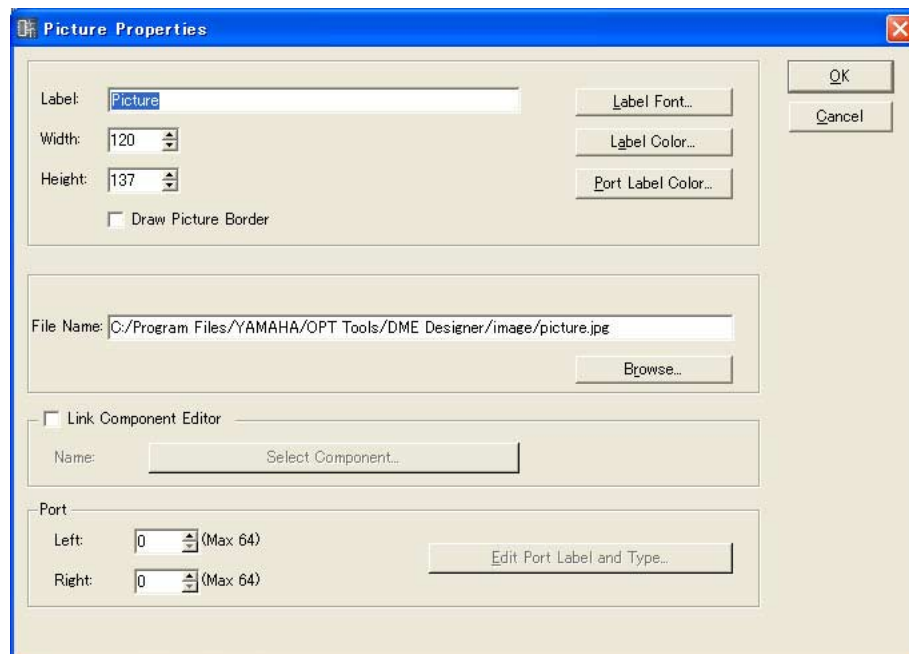 Picture Properties
Label: Picture
Label Font...
OK
Cancel
Width: 120
Label Color...
Height: 137
Port Label Color...
Draw Picture Border
File Name: C:/Program Files/YAMAHA/OPT Tools/DME Designer/image/picture.jpg
Browse...
Link Component Editor
Name: Select Component...
Port
Left: 0 (Max 64)
Edit Port Label and Type...
Right: 0 (Max 64)